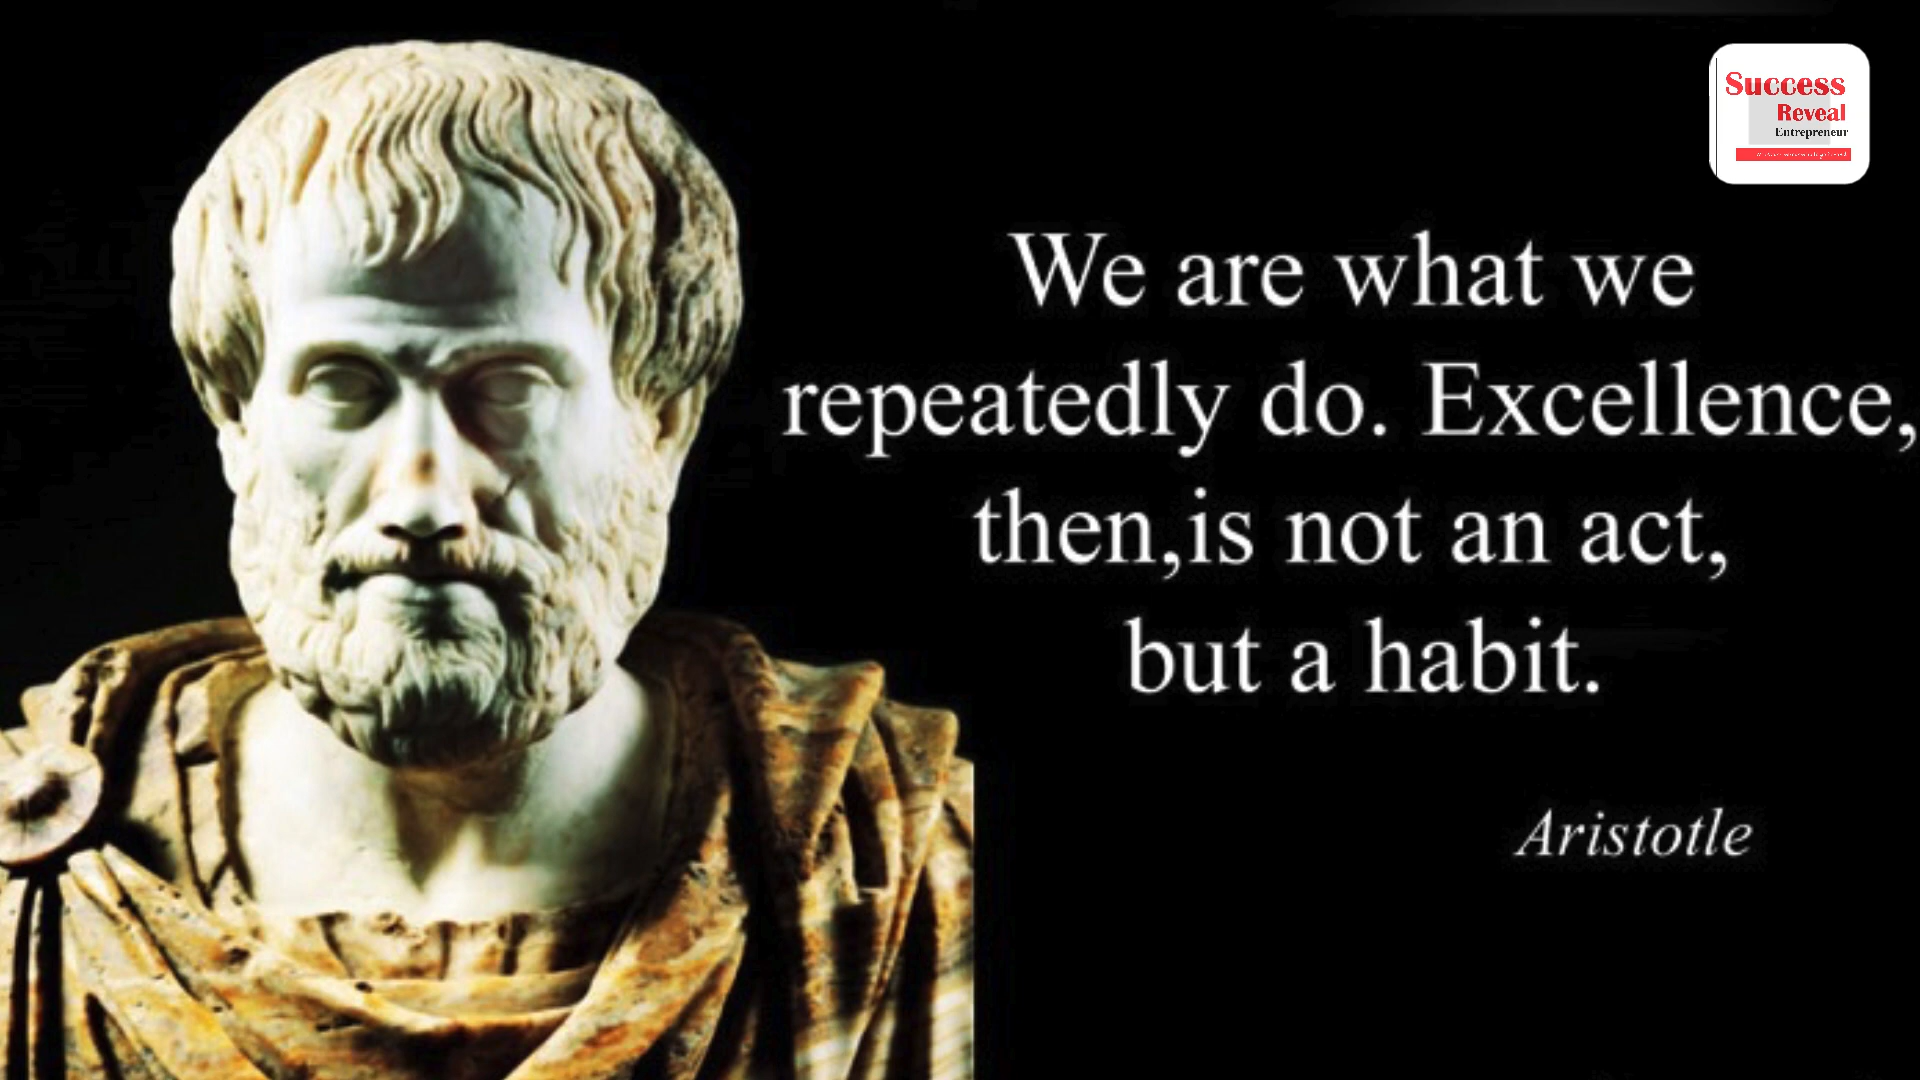 Success
Reveal
Entrepreneur
We are what we
repeatedly do. Excellence,
then,is not an act,
but a habit.
Aristotle